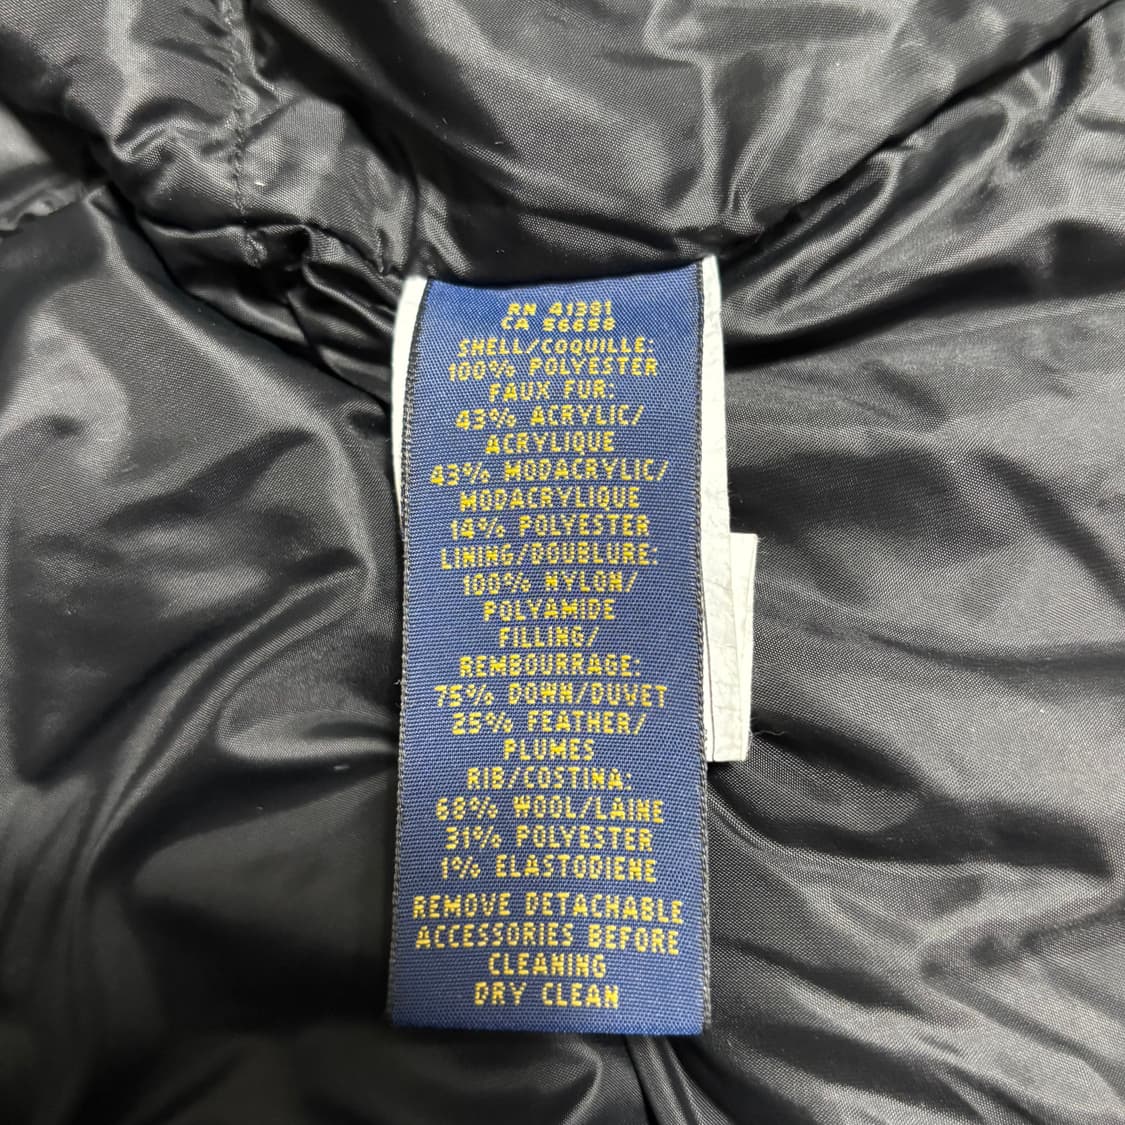 RN 41381
CA 56658
SHELL/COQUILLE:
100% POLYESTER
FAUX FUR:
43% ACRYLIC/
ACRYLIQUE
43% MODACRYLIC/
MODACRYLIQUE
14% POLYESTER
LINING/DOUBLURE:
100% NYLON/
POLYAMIDE
FILLING/
REMBOURRAGE:
75% DOWN/DUVET
25% FEATHER/
PLUMES
RIB/COSTINA:
68% WOOL/LAINE
31% POLYESTER
1% ELASTODIENE
REMOVE DETACHABLE
ACCESSORIES BEFORE
CLEANING
DRY CLEAN